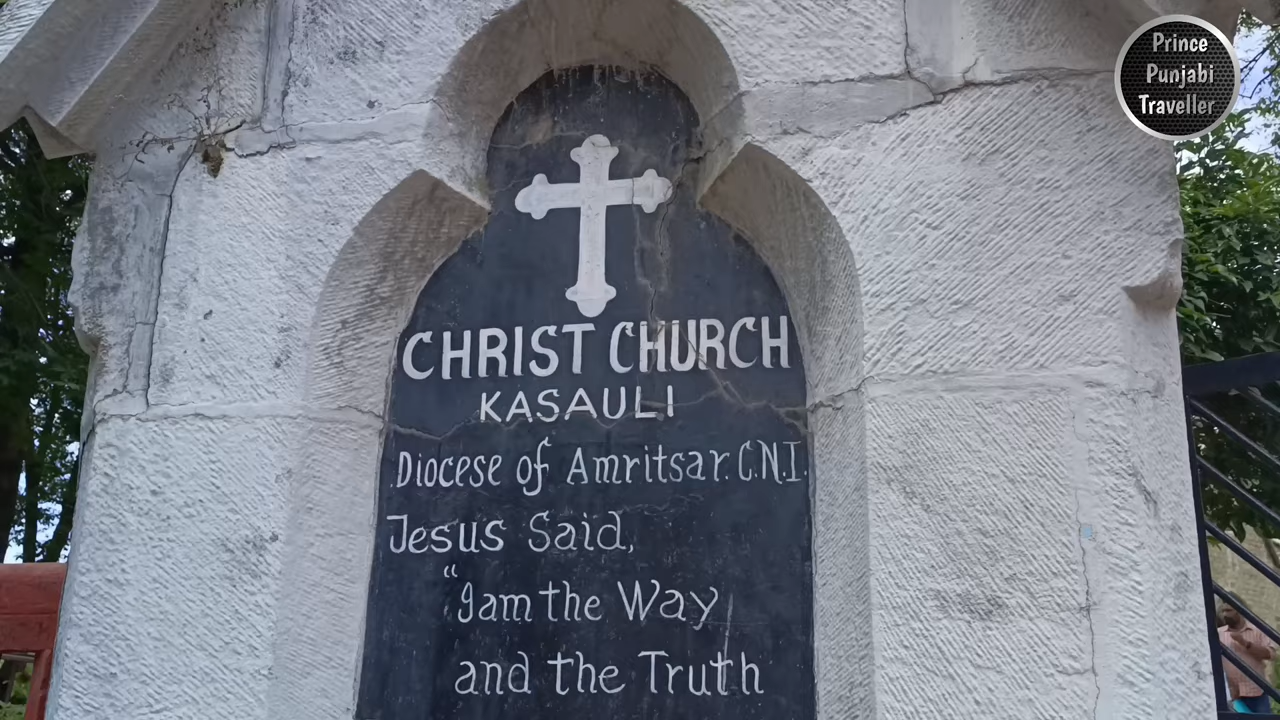 Prince
Punjabi
Traveller
CHRIST CHURCH
KASAULI
Diocese of Amritsar. C.N.I.
Jesus Said,
"I am the Way
and the Truth